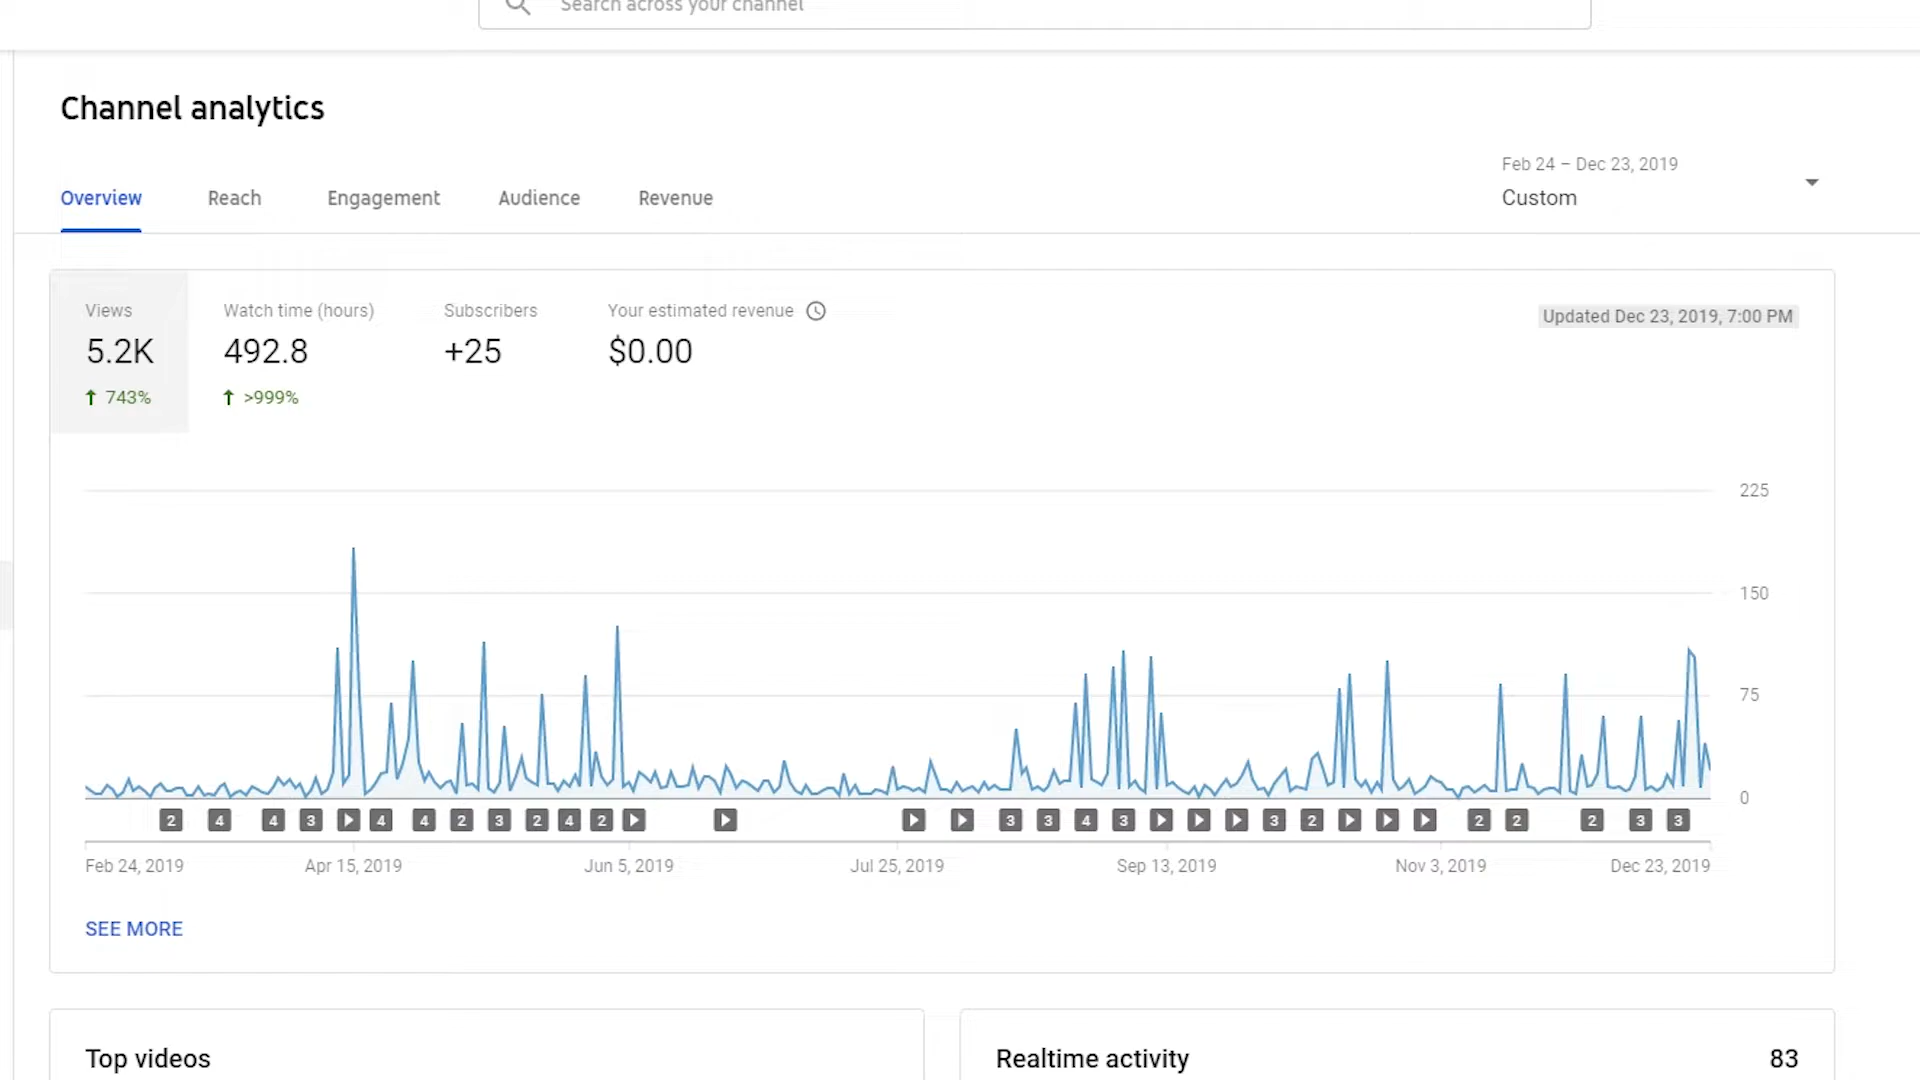 Search across your channel
Channel analytics
Feb 24 – Dec 23, 2019
Custom
Overview Reach Engagement Audience Revenue
Views Watch time (hours) Subscribers Your estimated revenue
Updated Dec 23, 2019, 7:00 PM
5.2K 492.8 +25 $0.00
743% >999%
225
150
75
0
2 4 4 3 4 4 2 3 2 4 2 3 3 4 3 3 2 2 2 2 3 3
Feb 24, 2019 Apr 15, 2019 Jun 5, 2019 Jul 25, 2019 Sep 13, 2019 Nov 3, 2019 Dec 23, 2019
SEE MORE
Top videos
Realtime activity 83